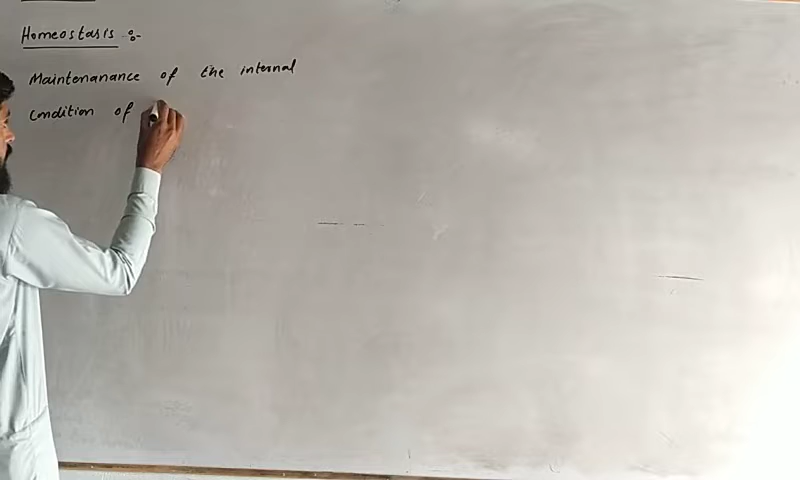 Homeostasis :-
Maintenanance of the internal
condition of